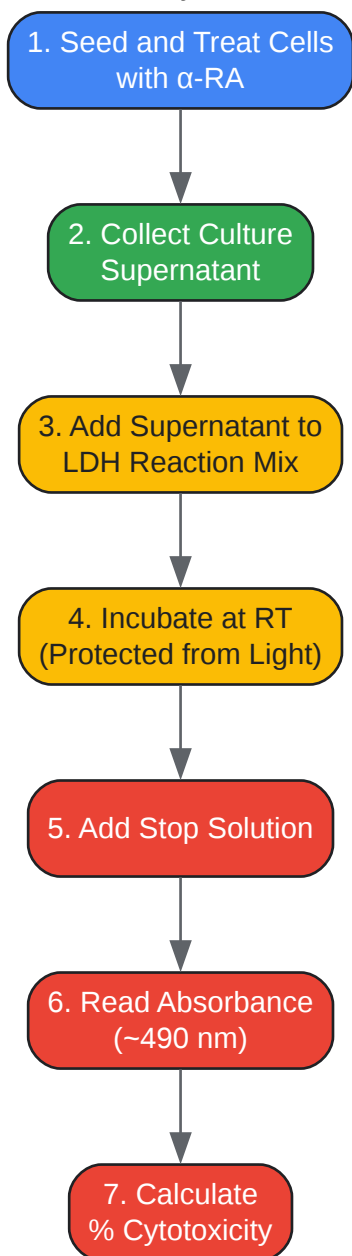 1. Seed and Treat Cells
with α-RA
2. Collect Culture
Supernatant
3. Add Supernatant to
LDH Reaction Mix
4. Incubate at RT
(Protected from Light)
5. Add Stop Solution
6. Read Absorbance
(~490 nm)
7. Calculate
% Cytotoxicity